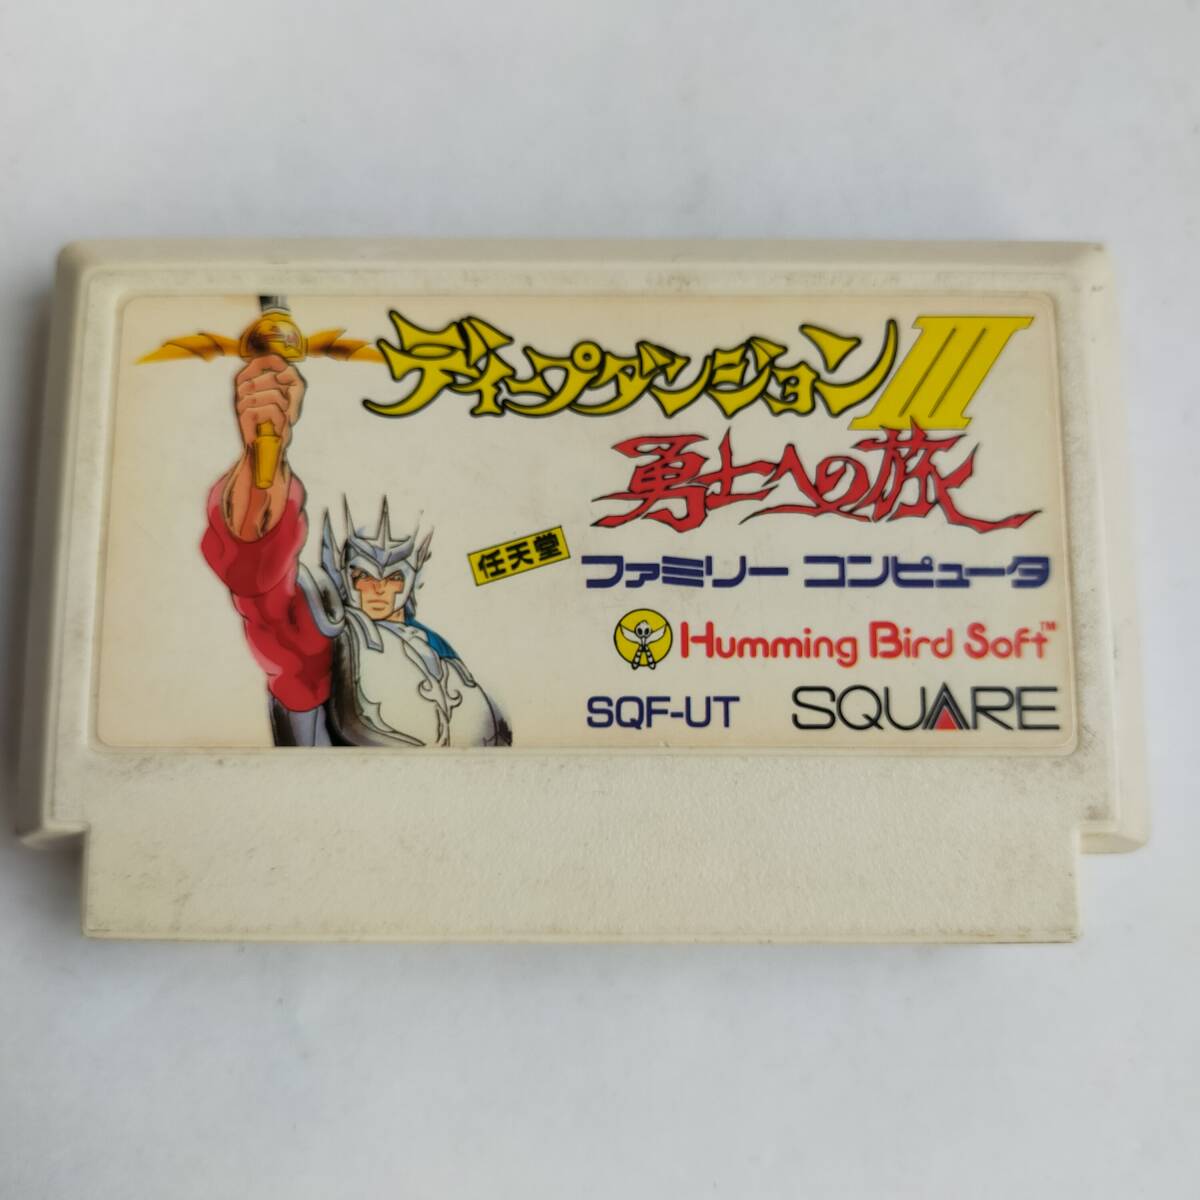 ディープダンジョンIII
勇士への旅
任天堂 ファミリー コンピュータ
Humming Bird Soft™
SQF-UT SQUARE